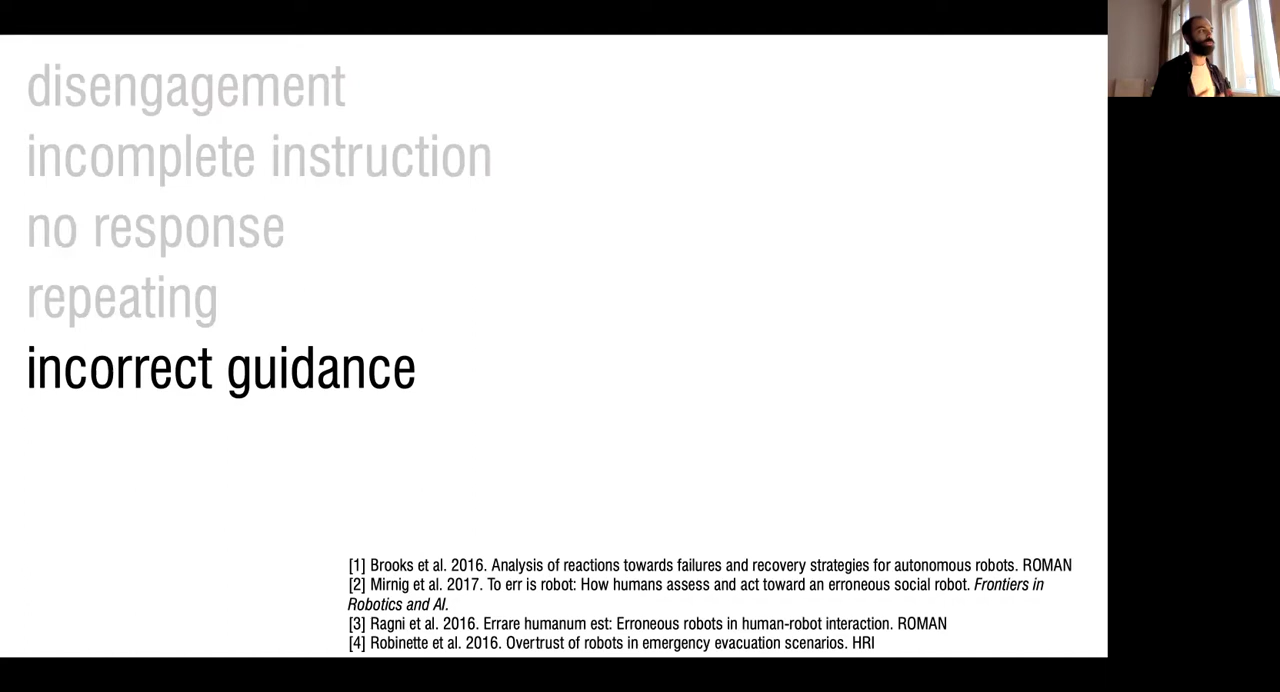 disengagement
incomplete instruction
no response
repeating
incorrect guidance
[1] Brooks et al. 2016. Analysis of reactions towards failures and recovery strategies for autonomous robots. ROMAN
[2] Mirnig et al. 2017. To err is robot: How humans assess and act toward an erroneous social robot. Frontiers in
Robotics and AI.
[3] Ragni et al. 2016. Errare humanum est: Erroneous robots in human-robot interaction. ROMAN
[4] Robinette et al. 2016. Overtrust of robots in emergency evacuation scenarios. HRI